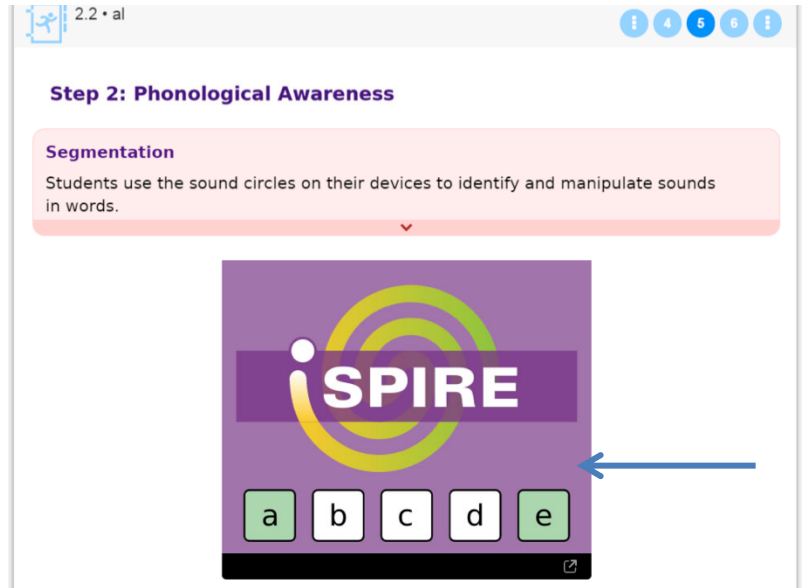 2.2 • al
4 5 6
Step 2: Phonological Awareness
Segmentation
Students use the sound circles on their devices to identify and manipulate sounds
in words.
iSPIRE
a b c d e